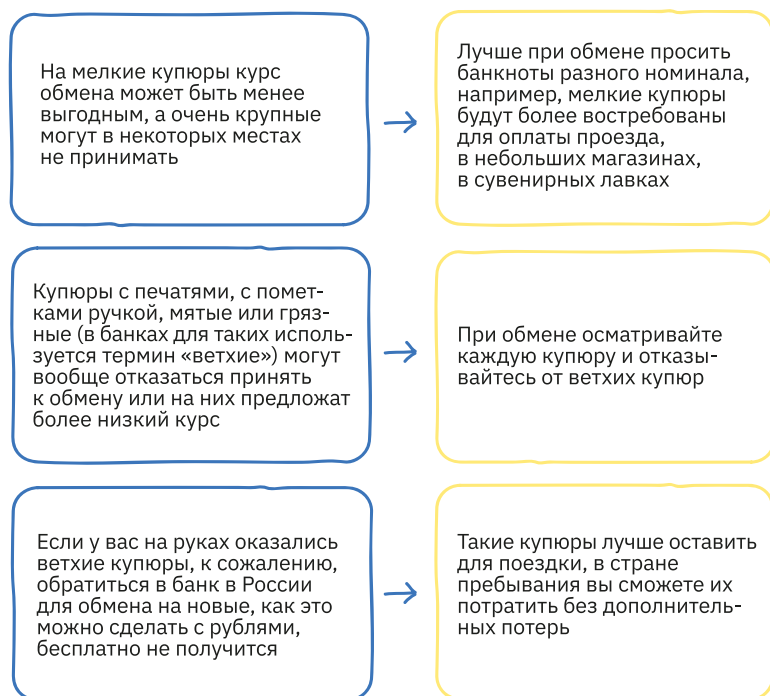 На мелкие купюры курс
обмена может быть менее
выгодным, а очень крупные
могут в некоторых местах
не принимать
Лучше при обмене просить
банкноты разного номинала,
например, мелкие купюры
будут более востребованы
для оплаты проезда,
в небольших магазинах,
в сувенирных лавках
Купюры с печатями, с помет-
ками ручкой, мятые или гряз-
ные (в банках для таких исполь-
зуется термин «ветхие») могут
вообще отказаться принять
к обмену или на них предложат
более низкий курс
При обмене осматривайте
каждую купюру и отказы-
вайтесь от ветхих купюр
Если у вас на руках оказались
ветхие купюры, к сожалению,
обратиться в банк в России
для обмена на новые, как это
можно сделать с рублями,
бесплатно не получится
Такие купюры лучше оставить
для поездки, в стране
пребывания вы сможете их
потратить без дополнитель-
ных потерь